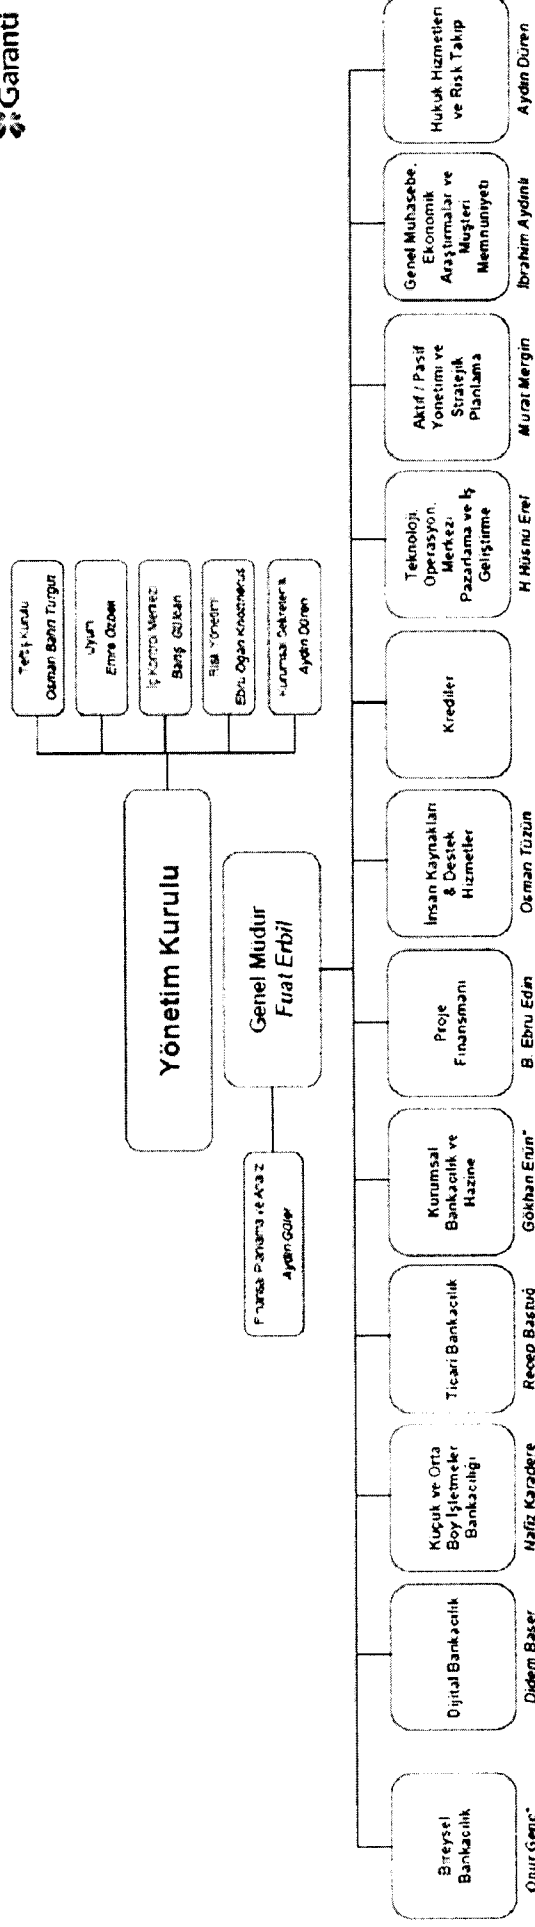 Garanti
Yönetim Kurulu
Teftiş Kurulu
Osman Bahri Turgut
Uyum
Emre Özbek
İç Kontrol Merkezi
Barış Gülcan
Risk Yönetimi
Ebru Ogan Knottnerus
Kurumsal Sekreterlik
Aydın Düren
Genel Müdür
Fuat Erbil
Finansal Planlama ve Analiz
Aydın Güler
Bireysel
Bankacılık
Onur Genç*
Dijital Bankacılık
Didem Başer
Küçük ve Orta
Boy İşletmeler
Bankacılığı
Nafiz Karadere
Ticari Bankacılık
Recep Baştuğ
Kurumsal
Bankacılık ve
Hazine
Gökhan Erün*
Proje
Finansmanı
B. Ebru Edin
İnsan Kaynakları
& Destek
Hizmetler
Osman Tüzün
Krediler
Teknoloji,
Operasyon,
Merkezi
Pazarlama ve İş
Geliştirme
H Hüsnü Erel
Aktif / Pasif
Yönetimi ve
Stratejik
Planlama
Murat Mergin
Genel Muhasebe,
Ekonomik
Araştırmalar ve
Müşteri
Memnuniyeti
İbrahim Aydınlı
Hukuk Hizmetleri
ve Risk Takip
Aydın Düren